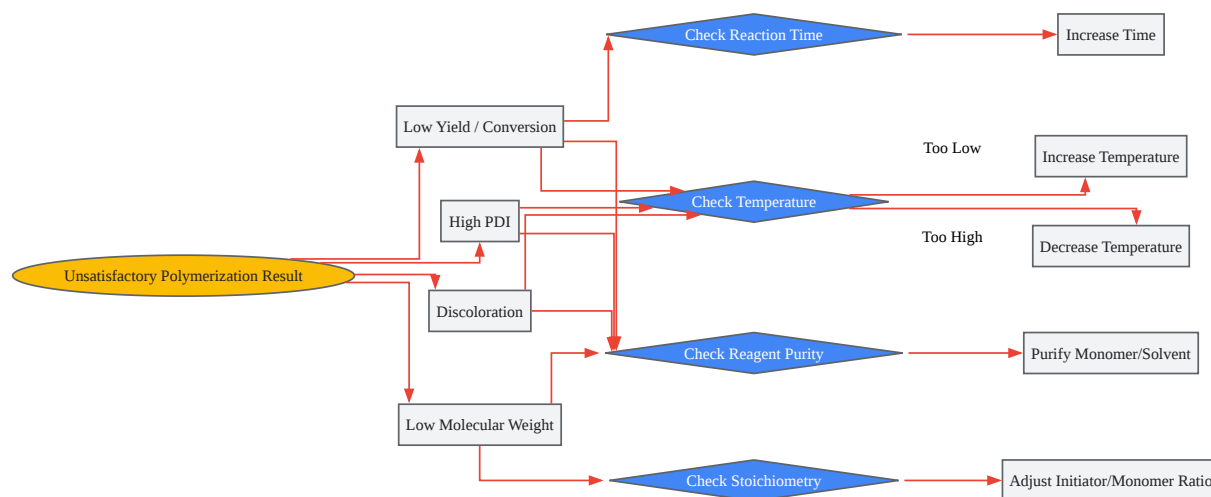 Check Reaction Time
Increase Time
Low Yield / Conversion
Too Low
Increase Temperature
Check Temperature
High PDI
Too High
Decrease Temperature
Unsatisfactory Polymerization Result
Discoloration
Check Reagent Purity
Purify Monomer/Solvent
Low Molecular Weight
Check Stoichiometry
Adjust Initiator/Monomer Ratio